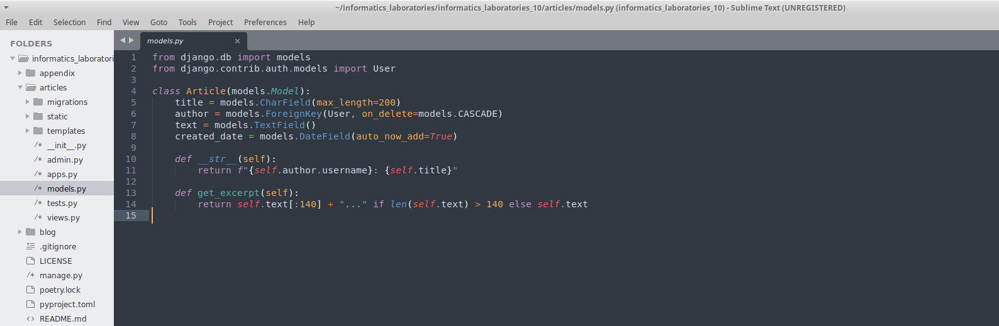 ~/informatics_laboratories/informatics_laboratories_10/articles/models.py (informatics_laboratories_10) - Sublime Text (UNREGISTERED)
File Edit Selection Find View Goto Tools Project Preferences Help
FOLDERS
informatics_laboratori
appendix
articles
migrations
static
templates
/* __init__.py
/* admin.py
/* apps.py
/* models.py
/* tests.py
/* views.py
blog
.gitignore
LICENSE
/* manage.py
poetry.lock
pyproject.toml
<> README.md
models.py ×
1 from django.db import models
2 from django.contrib.auth.models import User
3
4 class Article(models.Model):
5     title = models.CharField(max_length=200)
6     author = models.ForeignKey(User, on_delete=models.CASCADE)
7     text = models.TextField()
8     created_date = models.DateField(auto_now_add=True)
9
10     def __str__(self):
11         return f"{self.author.username}: {self.title}"
12
13     def get_excerpt(self):
14         return self.text[:140] + "..." if len(self.text) > 140 else self.text
15